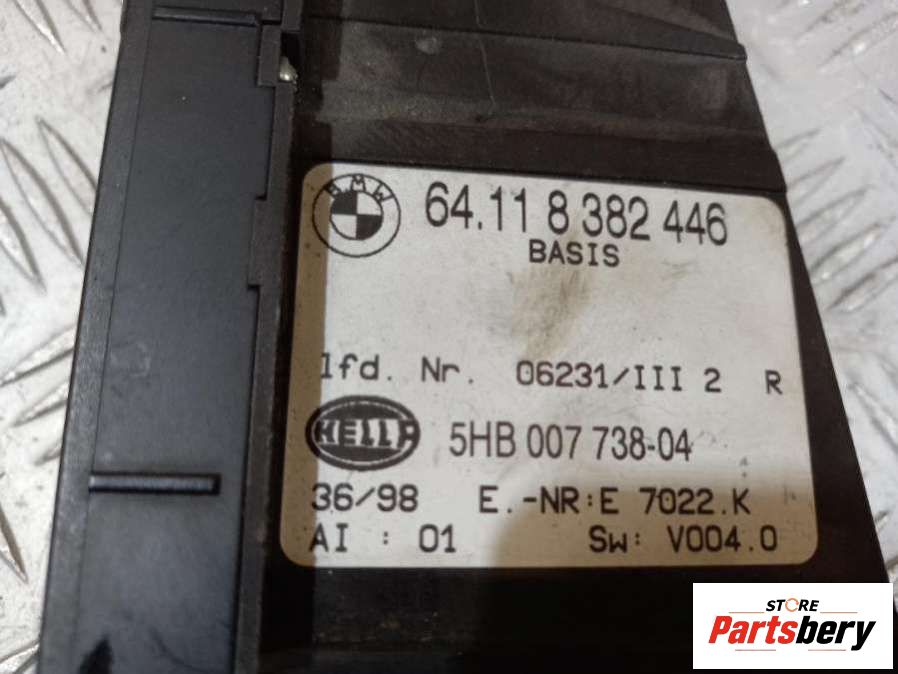 BMW
64.11 8 382 446
BASIS
lfd. Nr. 06231/III 2 R
HELLA
5HB 007 738-04
36/98 E.-NR:E 7022.K
AI : 01 SW: V004.0
STORE
Partsbery